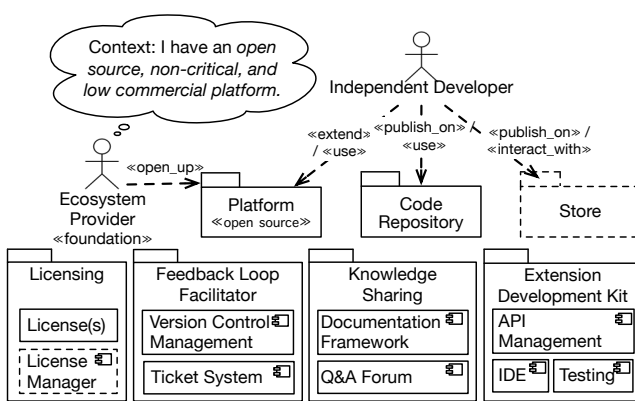 Context: I have an open
source, non-critical, and
low commercial platform.
Independent Developer
«extend»
/ «use»
«publish_on» /
«use»
«publish_on» /
«interact_with»
«open_up»
Ecosystem
Provider
«foundation»
Platform
«open source»
Code
Repository
Store
Licensing
License(s)
License
Manager
Feedback Loop
Facilitator
Version Control
Management
Ticket System
Knowledge
Sharing
Documentation
Framework
Q&A Forum
Extension
Development Kit
API
Management
IDE
Testing